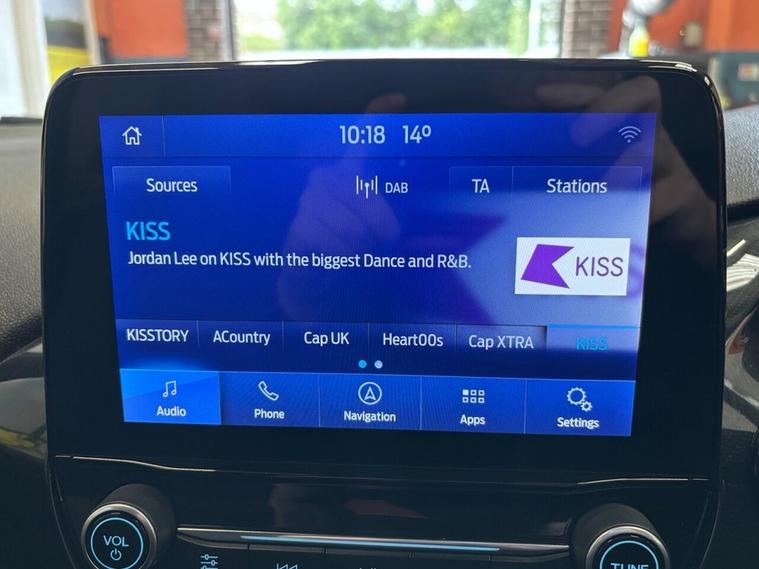 10:18 14º
Sources DAB TA Stations
KISS
Jordan Lee on KISS with the biggest Dance and R&B.
KISS
KISSTORY ACountry Cap UK Heart00s Cap XTRA KISS
Audio Phone Navigation Apps Settings
VOL TUNE